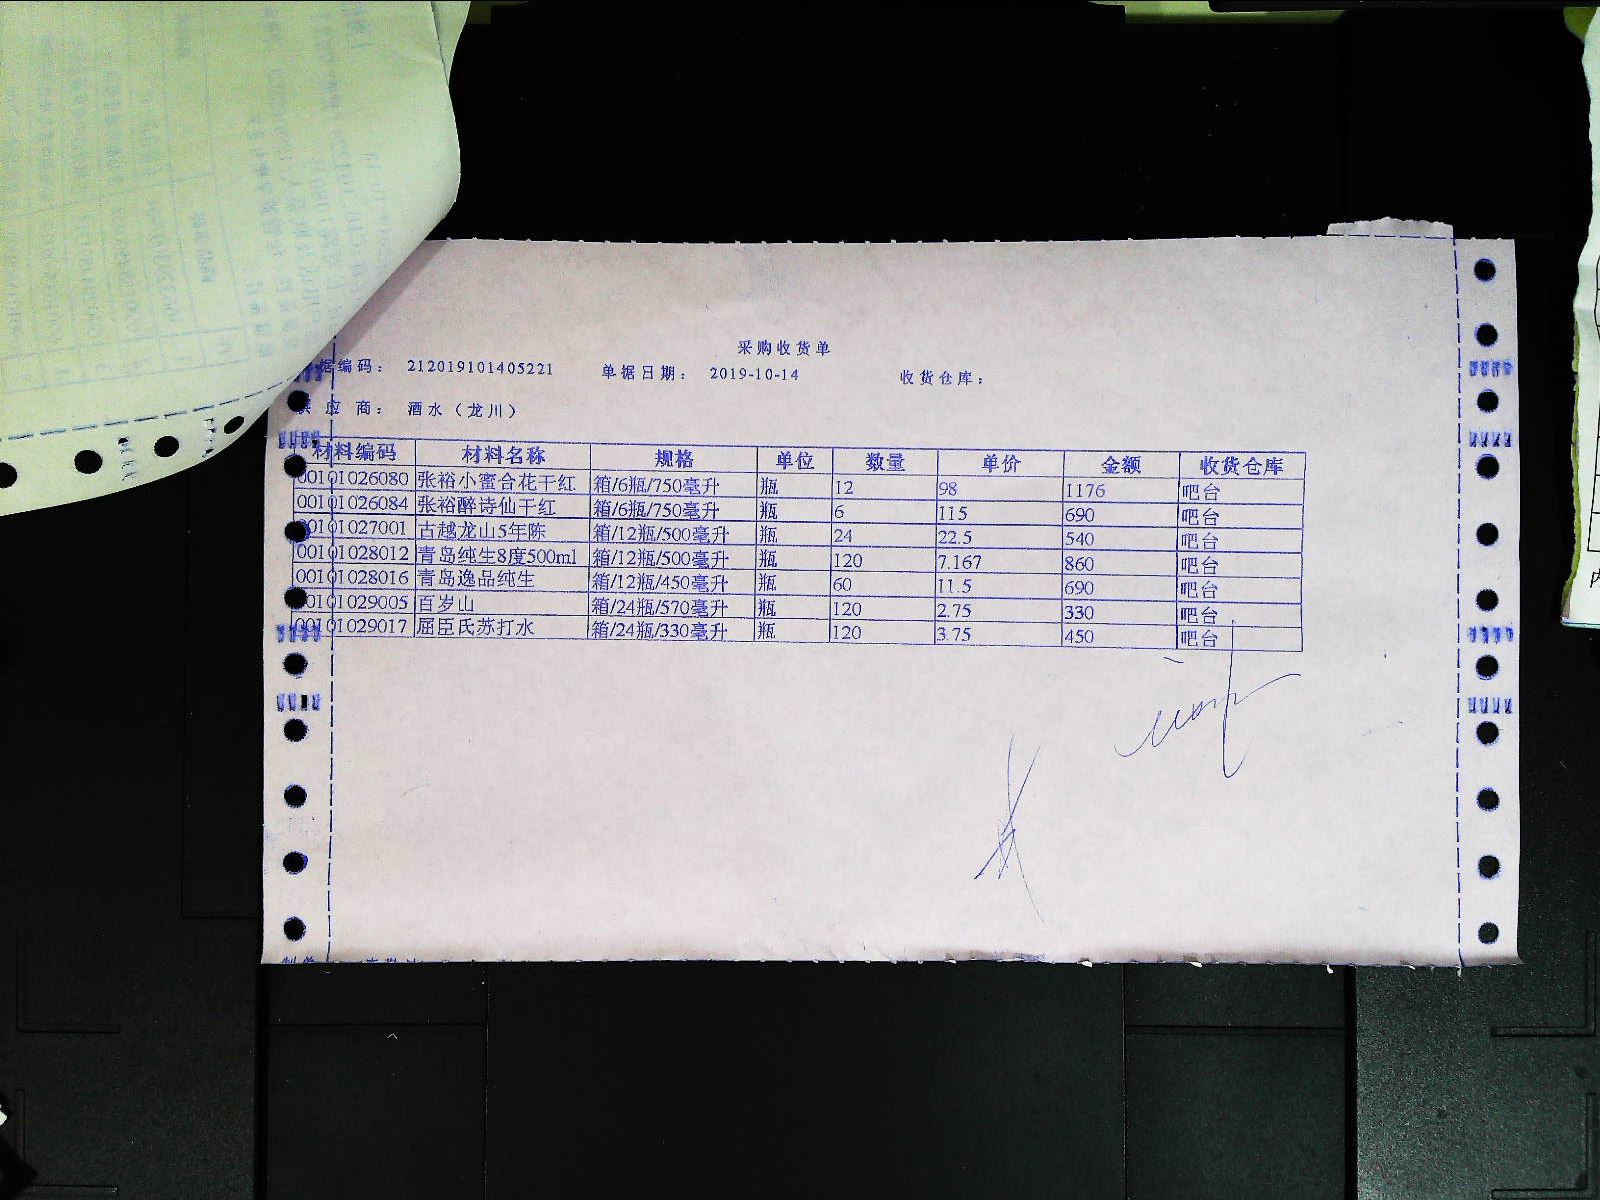 采购收货单
据编码： 212019101405221 单据日期： 2019-10-14 收货仓库：
供应商： 酒水（龙川）
材料编码 材料名称 规格 单位 数量 单价 金额 收货仓库
00101026080 张裕小蜜合花干红 箱/6瓶/750毫升 瓶 12 98 1176 吧台
00101026084 张裕醉诗仙干红 箱/6瓶/750毫升 瓶 6 115 690 吧台
00101027001 古越龙山5年陈 箱/12瓶/500毫升 瓶 24 22.5 540 吧台
00101028012 青岛纯生8度500ml 箱/12瓶/500毫升 瓶 120 7.167 860 吧台
00101028016 青岛逸品纯生 箱/12瓶/450毫升 瓶 60 11.5 690 吧台
00101029005 百岁山 箱/24瓶/570毫升 瓶 120 2.75 330 吧台
00101029017 屈臣氏苏打水 箱/24瓶/330毫升 瓶 120 3.75 450 吧台